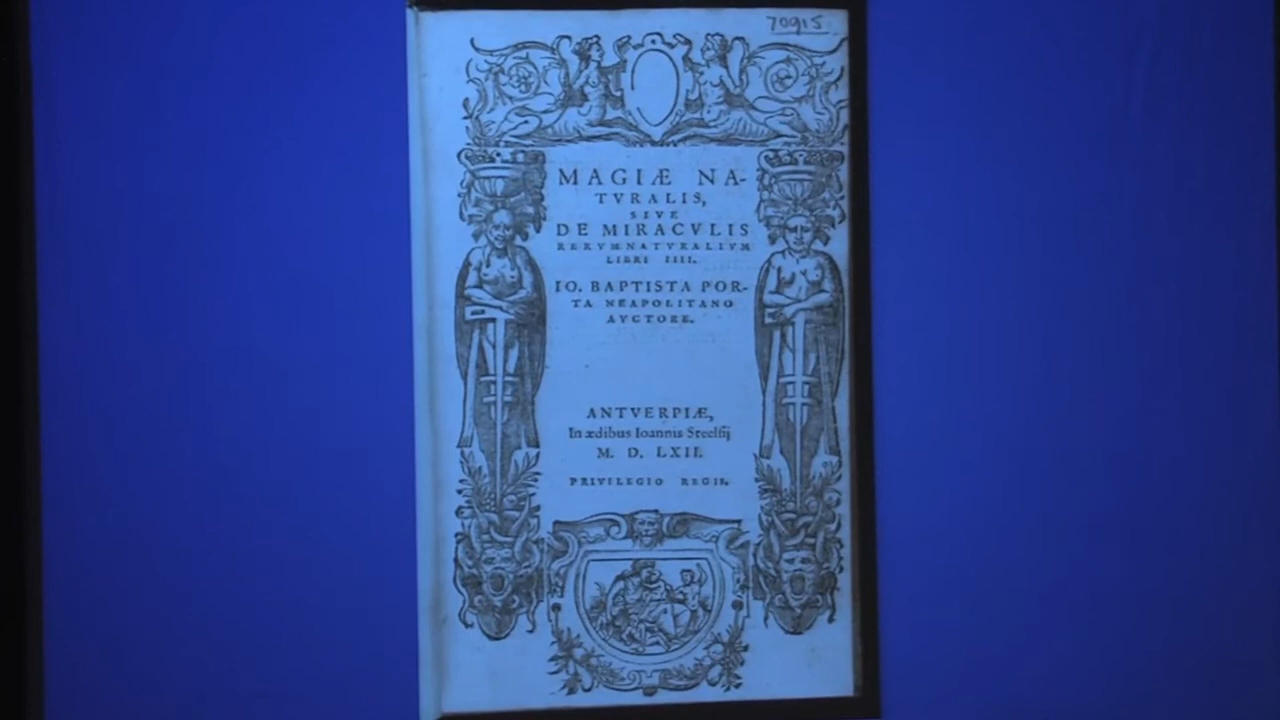 70915
MAGIÆ NA-
TVRALIS,
SIVE
DE MIRACVLIS
RERVM NATVRALIVM
LIBRI IIII.
IO. BAPTISTA POR-
TA NEAPOLITANO
AVCTORE.
ANTVERPIÆ,
In ædibus Ioannis Steelsij
M. D. LXII.
PRIVILEGIO REGIS.